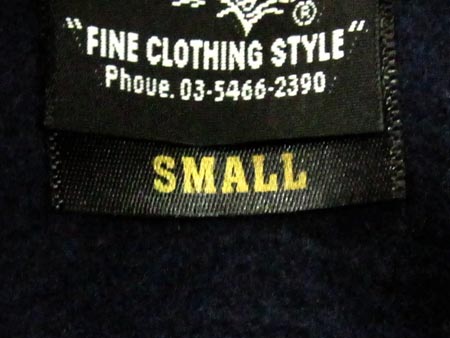 ®
"FINE CLOTHING STYLE"
Phoue. 03-5466-2390
SMALL